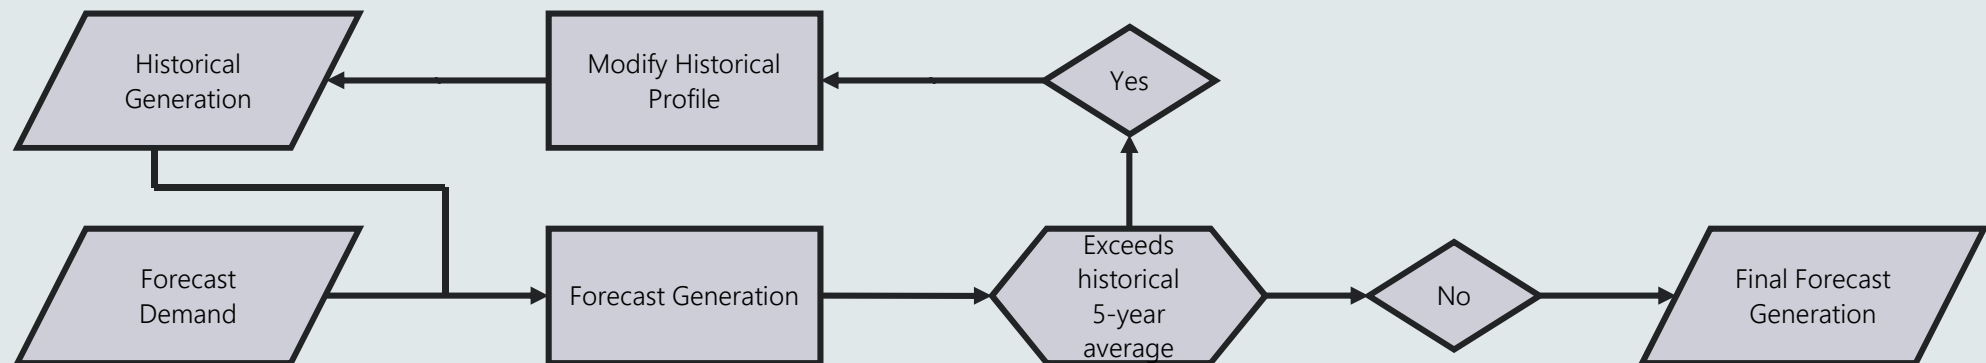 Historical
Generation
Modify Historical
Profile
Yes
Forecast
Demand
Forecast Generation
Exceeds
historical
5-year
average
No
Final Forecast
Generation